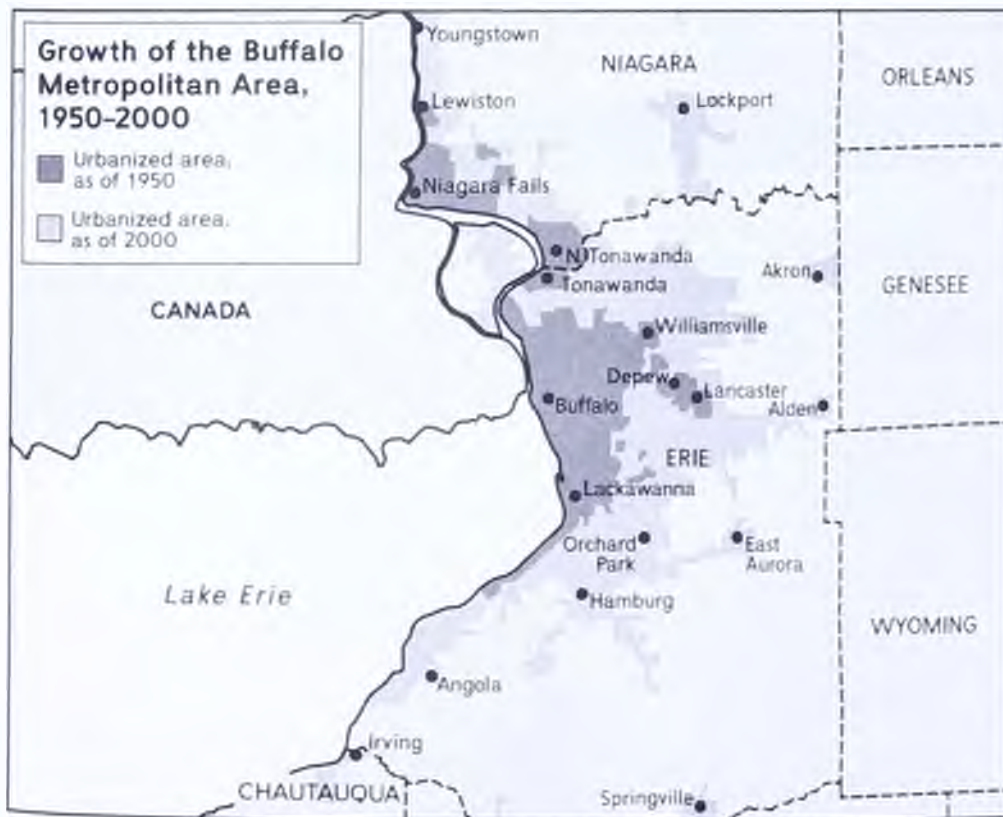 Growth of the Buffalo
Metropolitan Area,
1950–2000
Urbanized area,
as of 1950
Urbanized area,
as of 2000
Youngstown
NIAGARA
ORLEANS
Lewiston
Lockport
Niagara Falls
N Tonawanda
Akron
Tonawanda
GENESEE
CANADA
Williamsville
Depew
Lancaster
Buffalo
Alden
ERIE
Lackawanna
Orchard
Park
East
Aurora
Lake Erie
Hamburg
WYOMING
Angola
Irving
CHAUTAUQUA
Springville